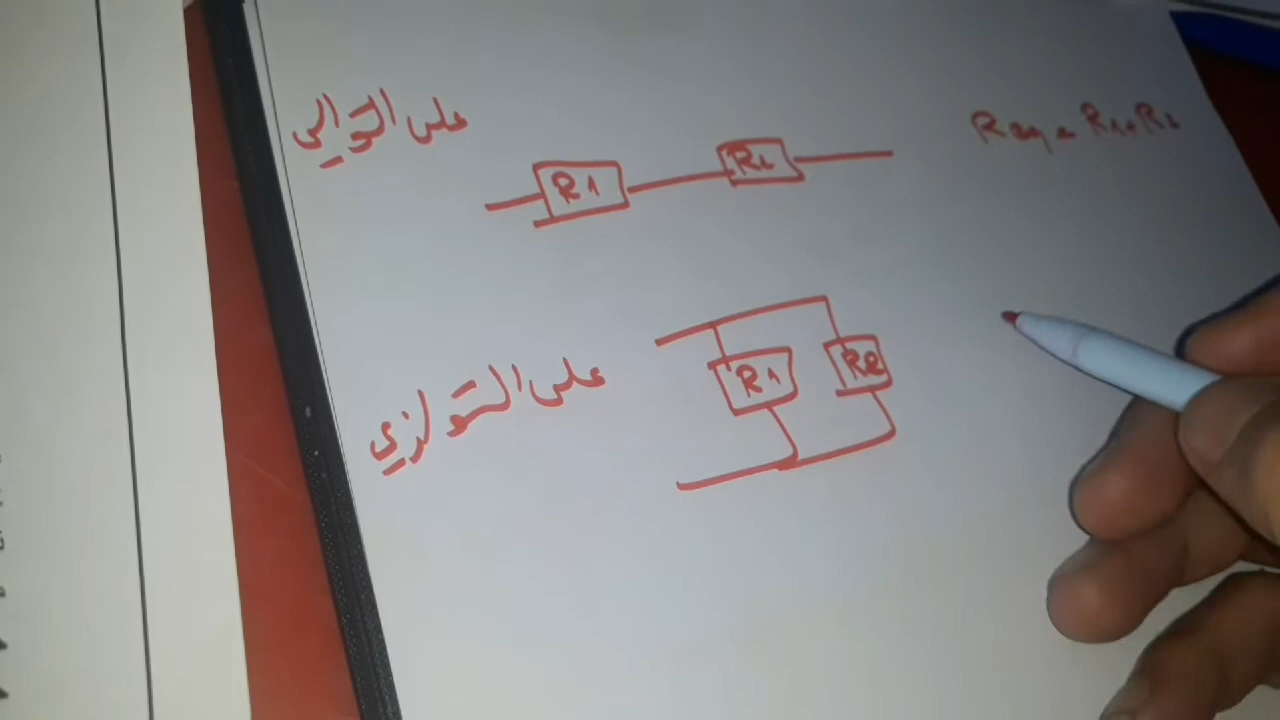 على التوالي
R1
R2
Req = R1+R2
على التوازي
R1
R2